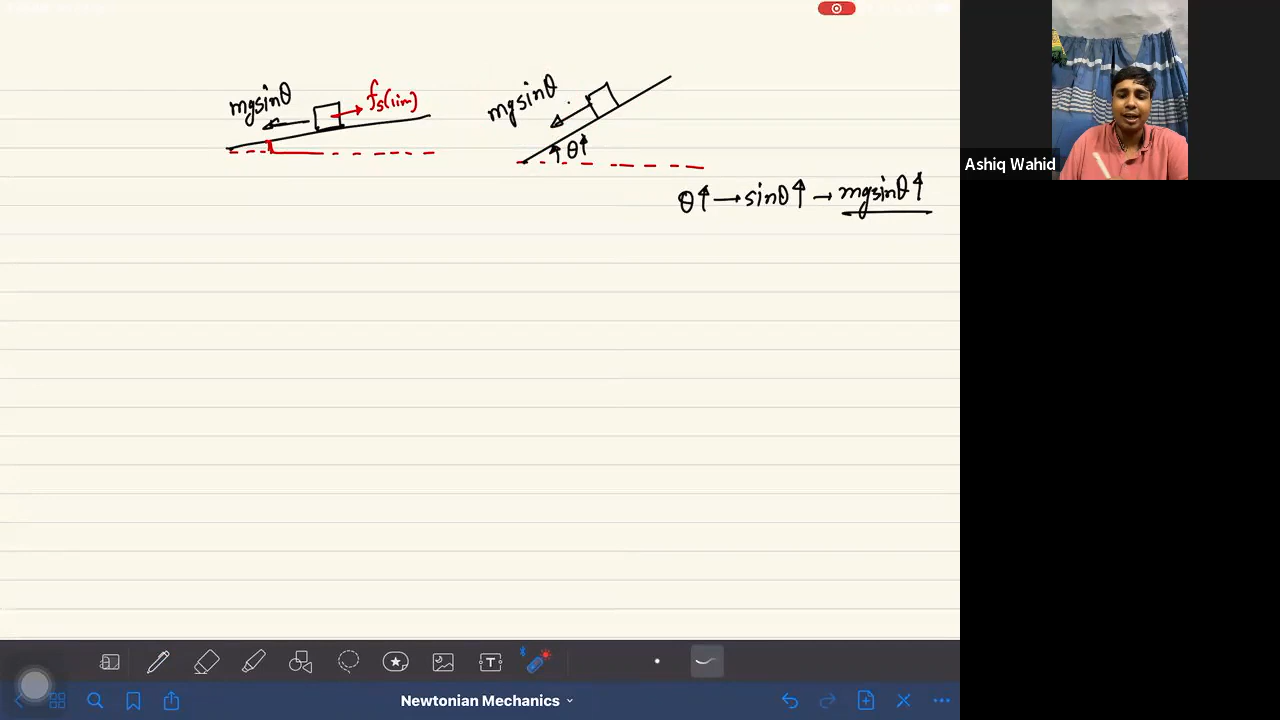 mgsinθ
fs(lim)
mgsinθ
θ↑
θ↑ → sinθ↑ → mgsinθ↑
Ashiq Wahid
T
Newtonian Mechanics